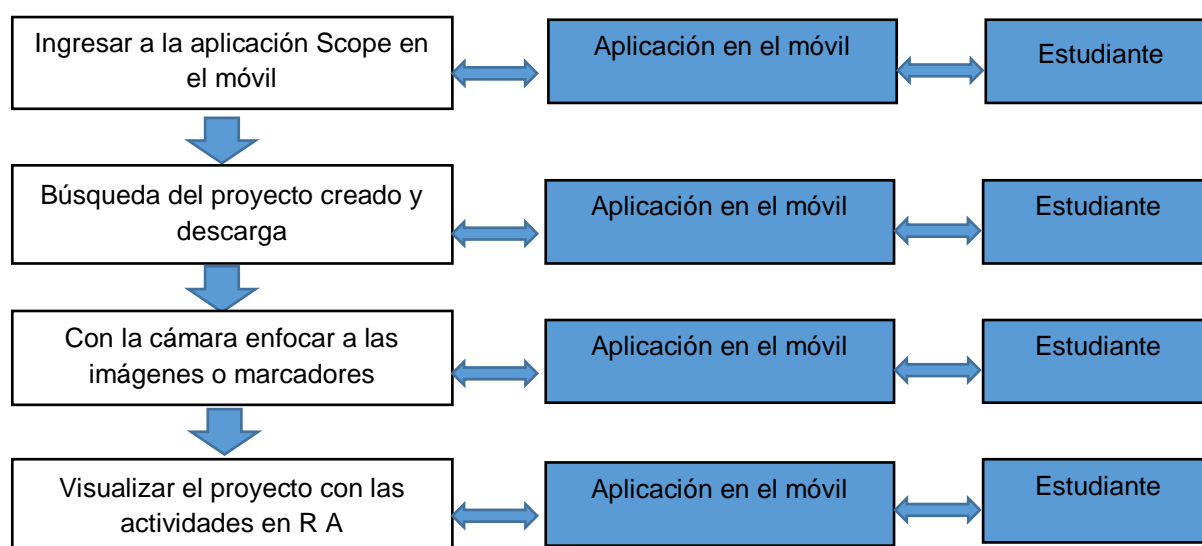 Ingresar a la aplicación Scope en
el móvil
Aplicación en el móvil
Estudiante
Búsqueda del proyecto creado y
descarga
Aplicación en el móvil
Estudiante
Con la cámara enfocar a las
imágenes o marcadores
Aplicación en el móvil
Estudiante
Visualizar el proyecto con las
actividades en R A
Aplicación en el móvil
Estudiante